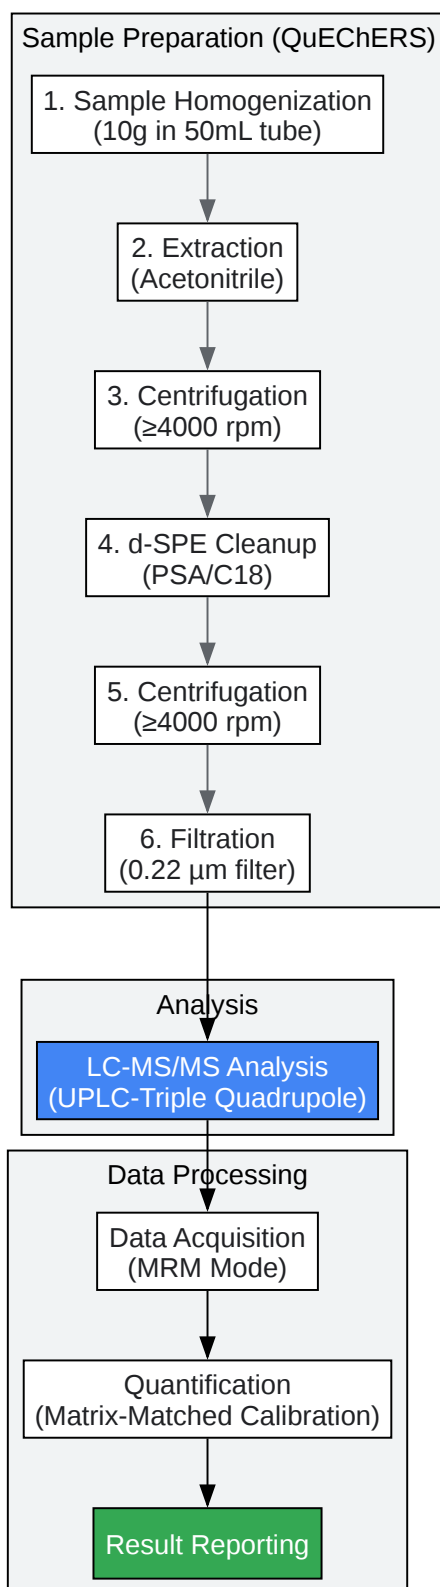 Sample Preparation (QuEChERS)
1. Sample Homogenization
(10g in 50mL tube)
2. Extraction
(Acetonitrile)
3. Centrifugation
(≥4000 rpm)
4. d-SPE Cleanup
(PSA/C18)
5. Centrifugation
(≥4000 rpm)
6. Filtration
(0.22 µm filter)
Analysis
LC-MS/MS Analysis
(UPLC-Triple Quadrupole)
Data Processing
Data Acquisition
(MRM Mode)
Quantification
(Matrix-Matched Calibration)
Result Reporting